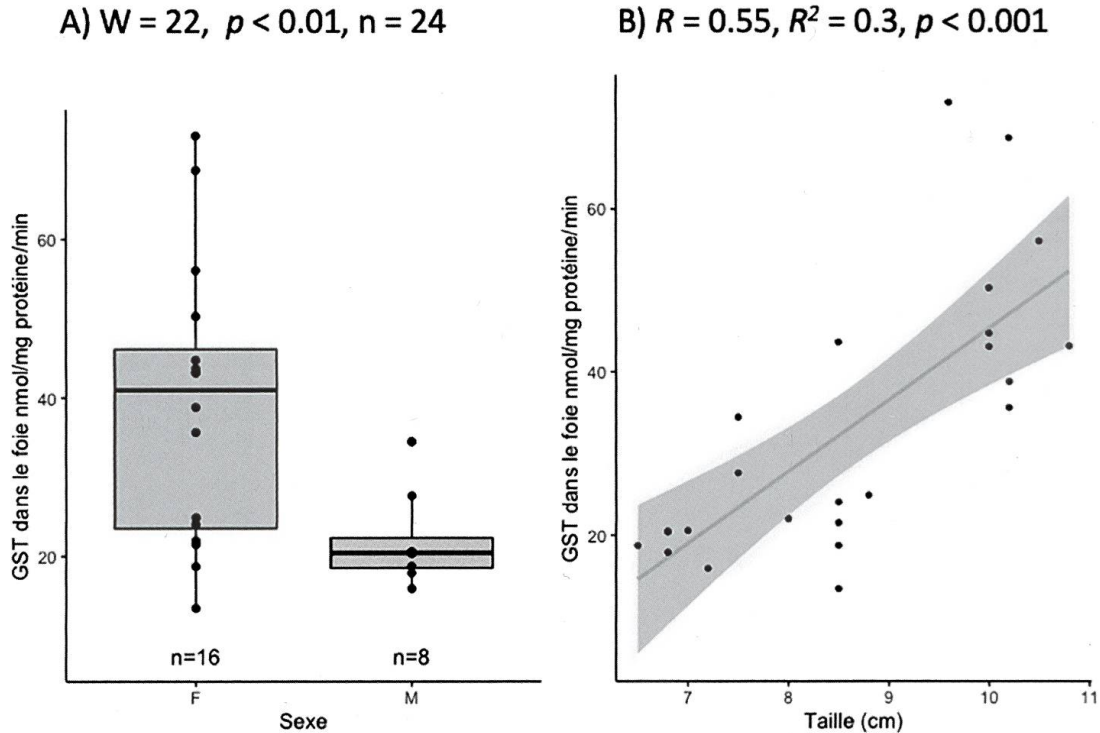 A) W = 22, p < 0.01, n = 24
GST dans le foie nmol/mg protéine/min
60
40
20
n=16
n=8
F
M
Sexe
B) R = 0.55, R² = 0.3, p < 0.001
GST dans le foie nmol/mg protéine/min
60
40
20
7
8
9
10
11
Taille (cm)